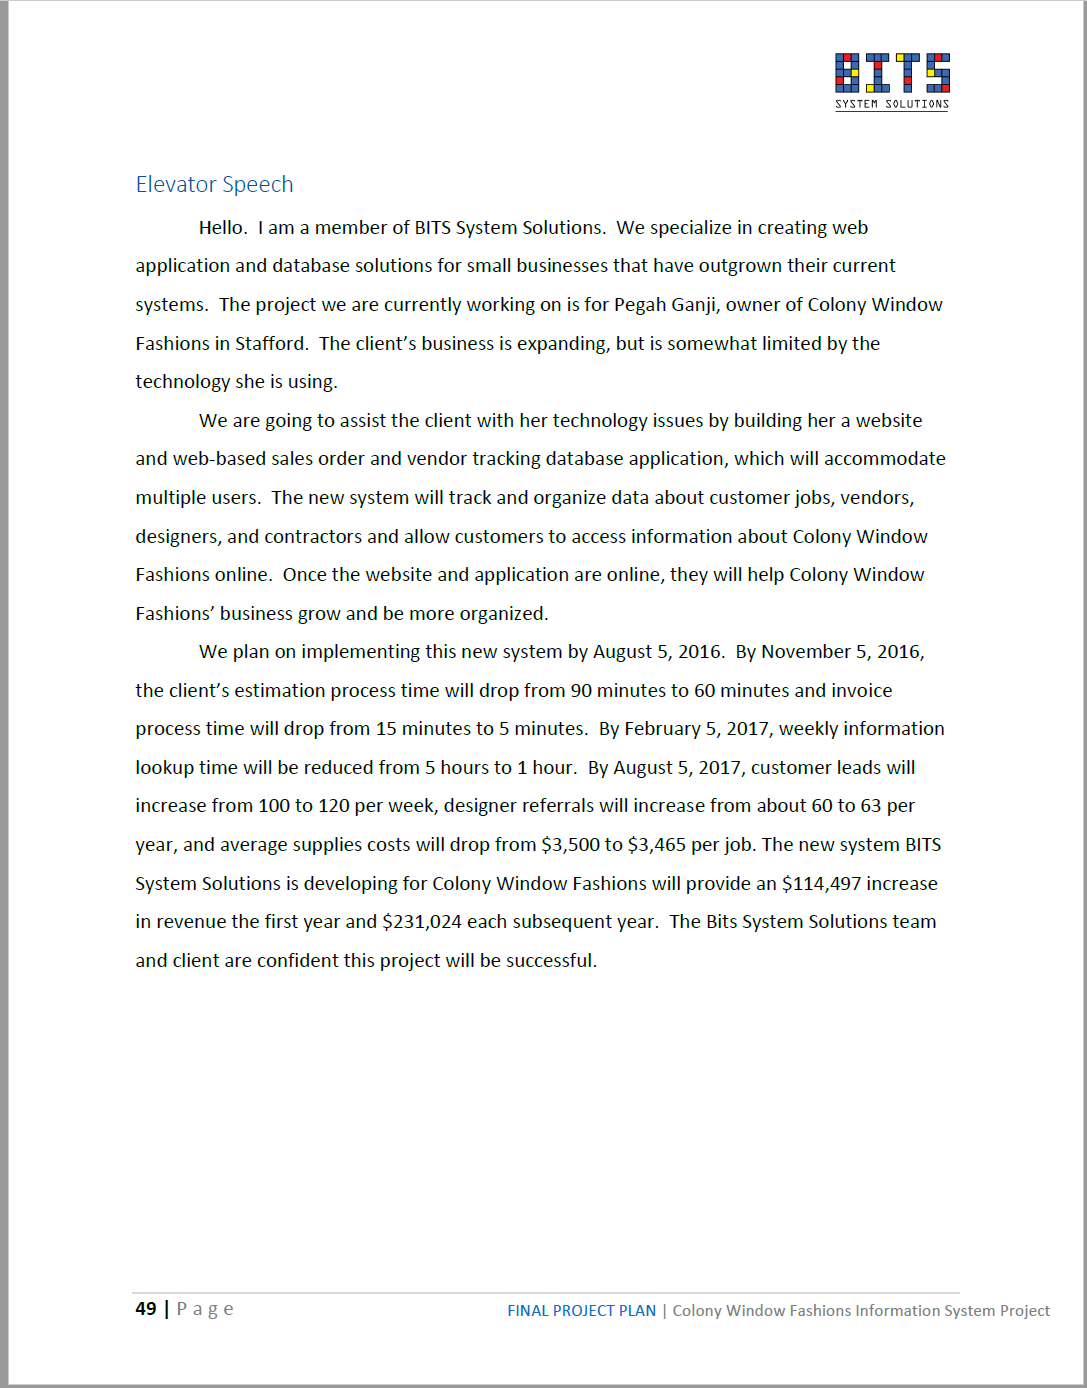 BITS
SYSTEM SOLUTIONS
Elevator Speech
Hello.  I am a member of BITS System Solutions.  We specialize in creating web
application and database solutions for small businesses that have outgrown their current
systems.  The project we are currently working on is for Pegah Ganji, owner of Colony Window
Fashions in Stafford.  The client’s business is expanding, but is somewhat limited by the
technology she is using.
We are going to assist the client with her technology issues by building her a website
and web-based sales order and vendor tracking database application, which will accommodate
multiple users.  The new system will track and organize data about customer jobs, vendors,
designers, and contractors and allow customers to access information about Colony Window
Fashions online.  Once the website and application are online, they will help Colony Window
Fashions’ business grow and be more organized.
We plan on implementing this new system by August 5, 2016.  By November 5, 2016,
the client’s estimation process time will drop from 90 minutes to 60 minutes and invoice
process time will drop from 15 minutes to 5 minutes.  By February 5, 2017, weekly information
lookup time will be reduced from 5 hours to 1 hour.  By August 5, 2017, customer leads will
increase from 100 to 120 per week, designer referrals will increase from about 60 to 63 per
year, and average supplies costs will drop from $3,500 to $3,465 per job. The new system BITS
System Solutions is developing for Colony Window Fashions will provide an $114,497 increase
in revenue the first year and $231,024 each subsequent year.  The Bits System Solutions team
and client are confident this project will be successful.
49 | P a g e
FINAL PROJECT PLAN | Colony Window Fashions Information System Project